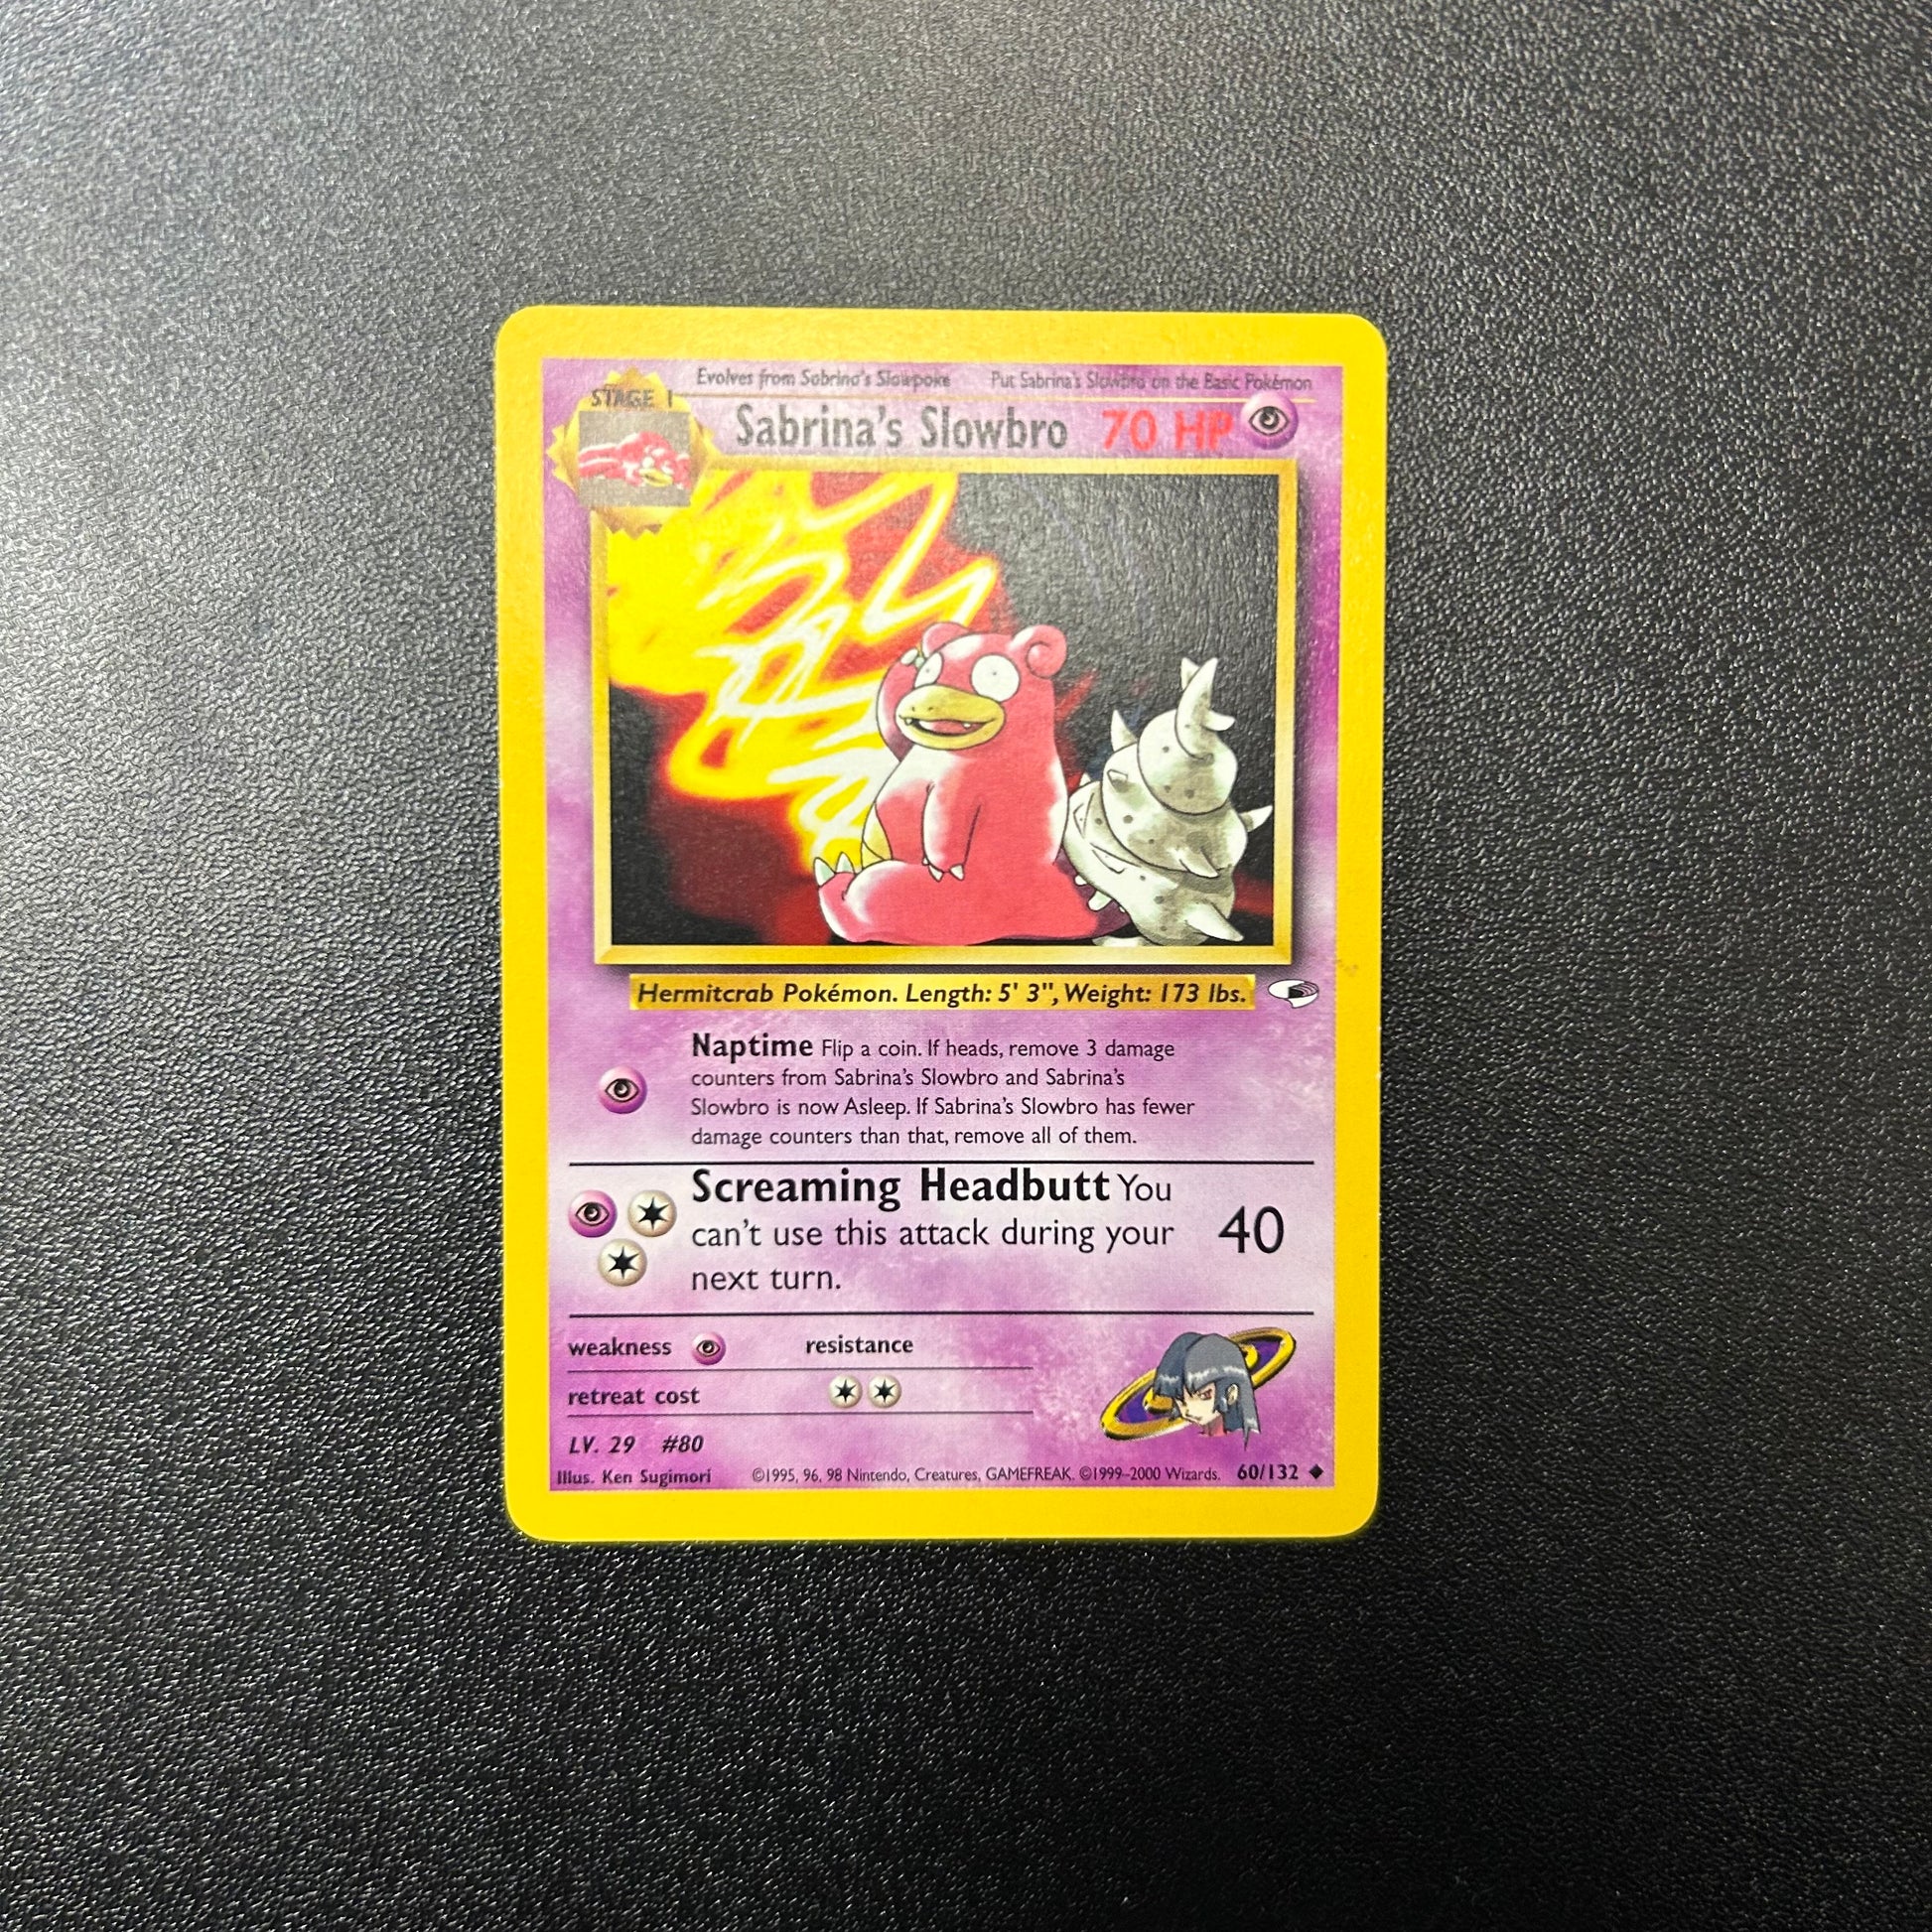 Evolves from Sabrina's Slowpoke Put Sabrina's Slowbro on the Basic Pokémon
STAGE 1
Sabrina's Slowbro 70 HP
Hermitcrab Pokémon. Length: 5' 3", Weight: 173 lbs.
Naptime Flip a coin. If heads, remove 3 damage
counters from Sabrina's Slowbro and Sabrina's
Slowbro is now Asleep. If Sabrina's Slowbro has fewer
damage counters than that, remove all of them.
Screaming Headbutt You
can't use this attack during your
next turn.
40
weakness resistance
retreat cost
LV. 29 #80
Illus. Ken Sugimori ©1995, 96, 98 Nintendo, Creatures, GAMEFREAK. ©1999–2000 Wizards. 60/132